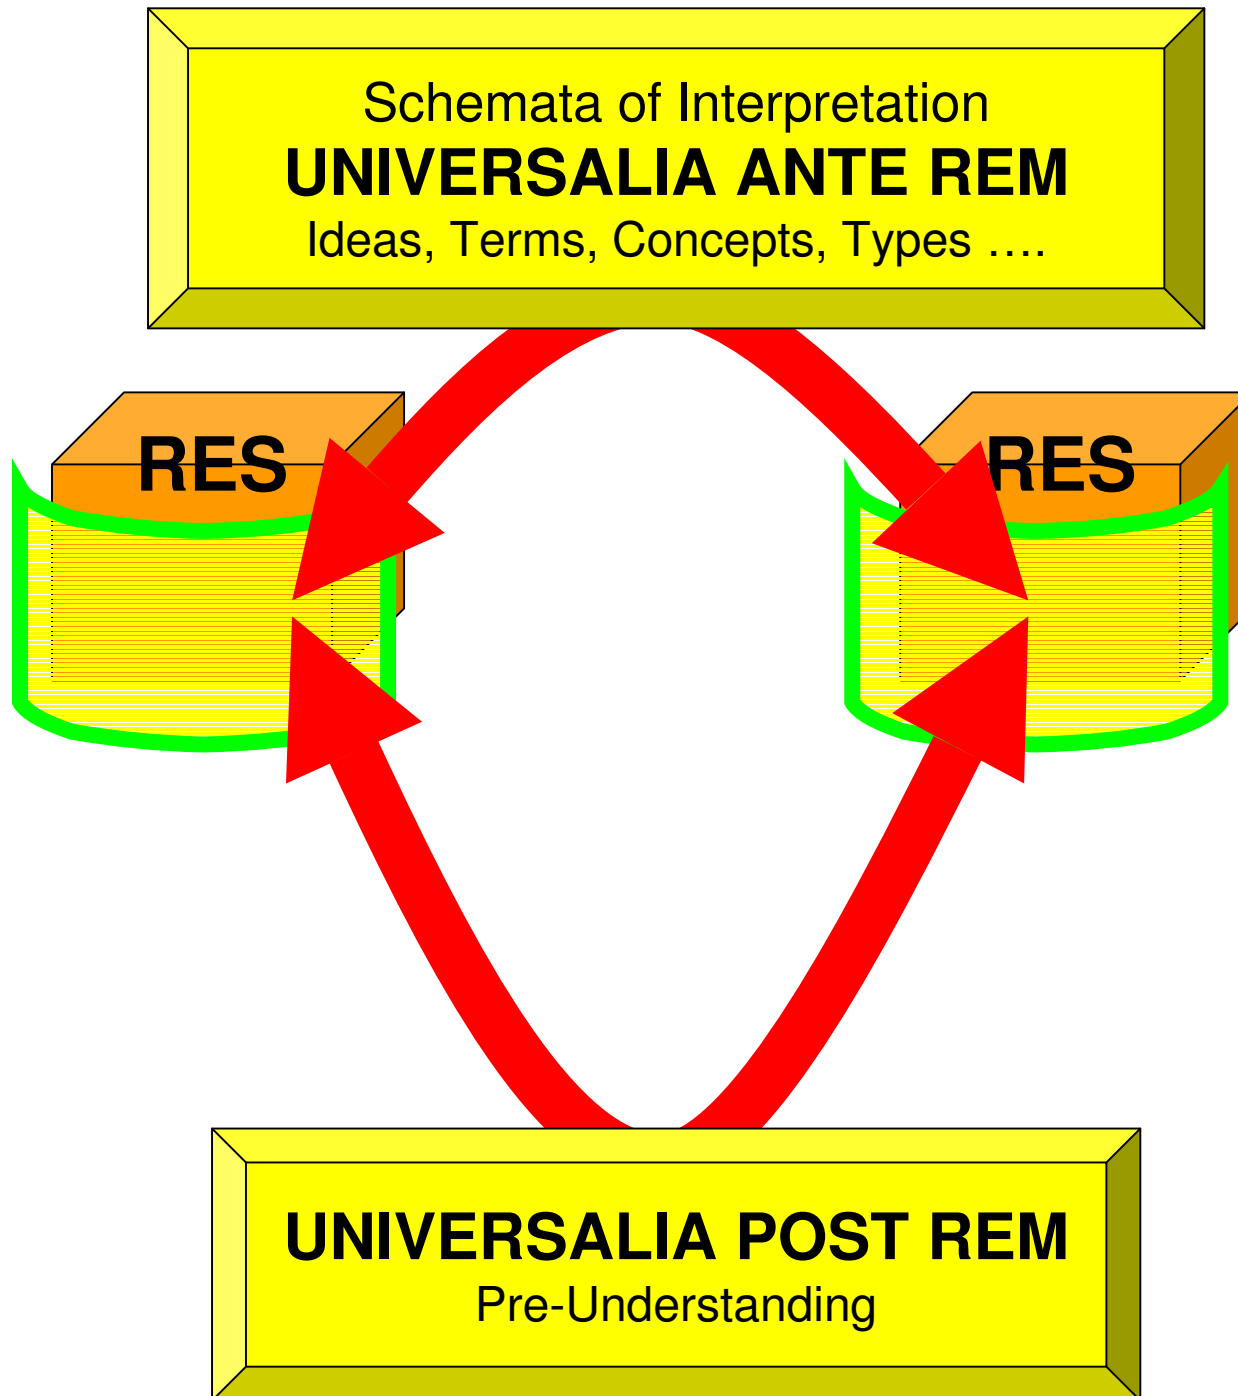 Schemata of Interpretation
UNIVERSALIA ANTE REM
Ideas, Terms, Concepts, Types ....
RES
RES
UNIVERSALIA POST REM
Pre-Understanding